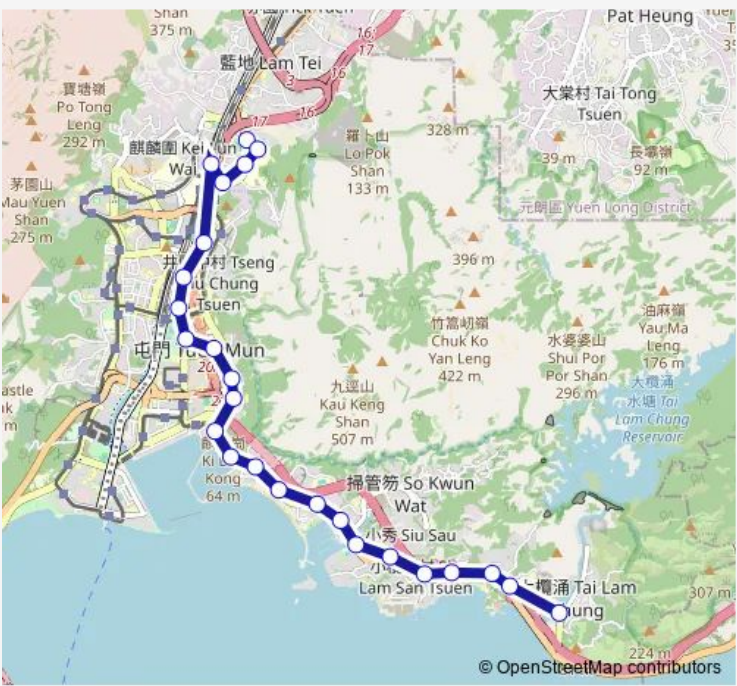 Shan
375 m
16
17
Pat Heung
藍地 Lam Tei
3
16
寶塘嶺
Po Tong
Leng
292 m
17
16
大棠村 Tai Tong
Tsuen
328 m
羅卜山
Lo Pok
Shan
133 m
39 m
長壩嶺
92 m
麒麟圍 Kei Lun
Wai
茅園山
Mau Yuen
Shan
275 m
元朗區 Yuen Long District
396 m
村 Tseng
Chung
Tsuen
竹篙岃嶺
Chuk Ko
Yan Leng
422 m
水婆婆山
Shui Por
Por Shan
296 m
油麻嶺
Yau Ma
Leng
176 m
屯門
Mun
九逕山
Kau Keng
Shan
507 m
大欖涌
水塘 Tai
Lam Chung
Reservoir
Kong
64 m
掃管笏 So Kwun
Wat
小秀 Siu Sau
Lam San Tsuen
欖涌 Tai Lam
307 m
224 m
© OpenStreetMap contributors